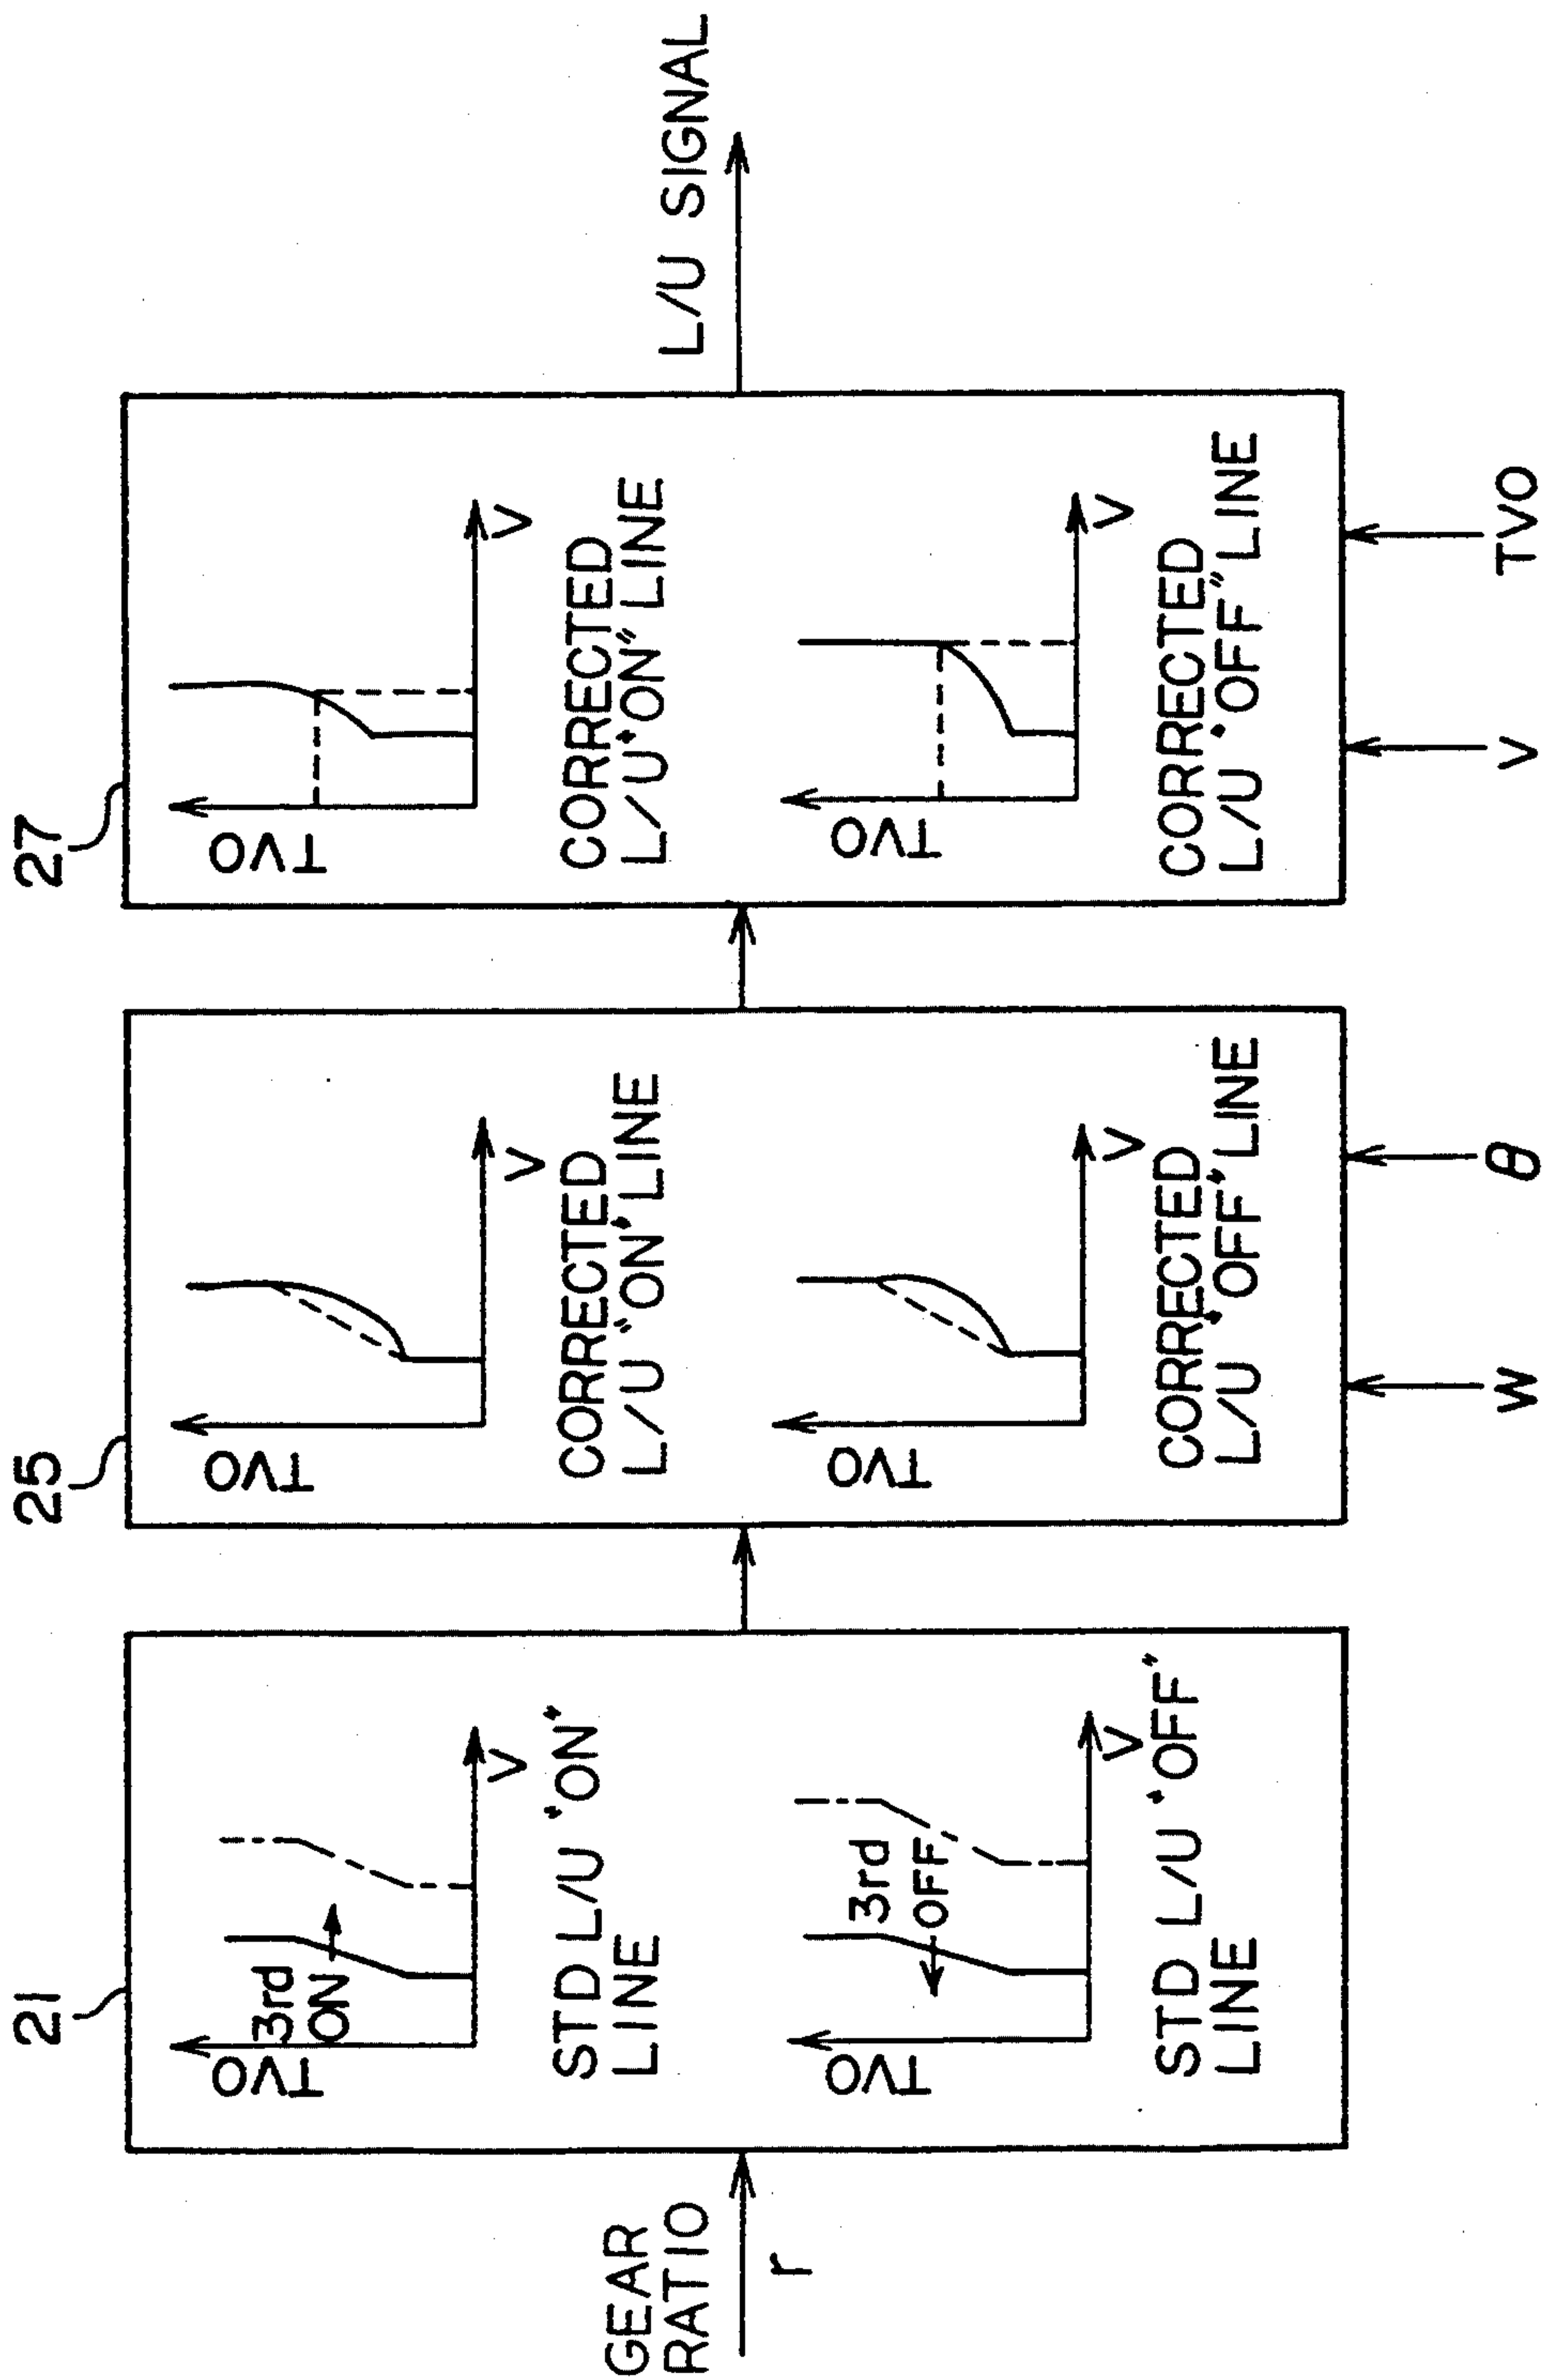 GEAR
RATIO
r
21
TVO
3rd
ON
V
STD L/U "ON"
LINE
TVO
3rd
OFF
V
STD L/U "OFF"
LINE
25
TVO
V
CORRECTED
L/U "ON" LINE
TVO
V
CORRECTED
L/U "OFF" LINE
W
θ
27
TVO
V
CORRECTED
L/U "ON" LINE
TVO
V
CORRECTED
L/U "OFF" LINE
V
TVO
L/U SIGNAL